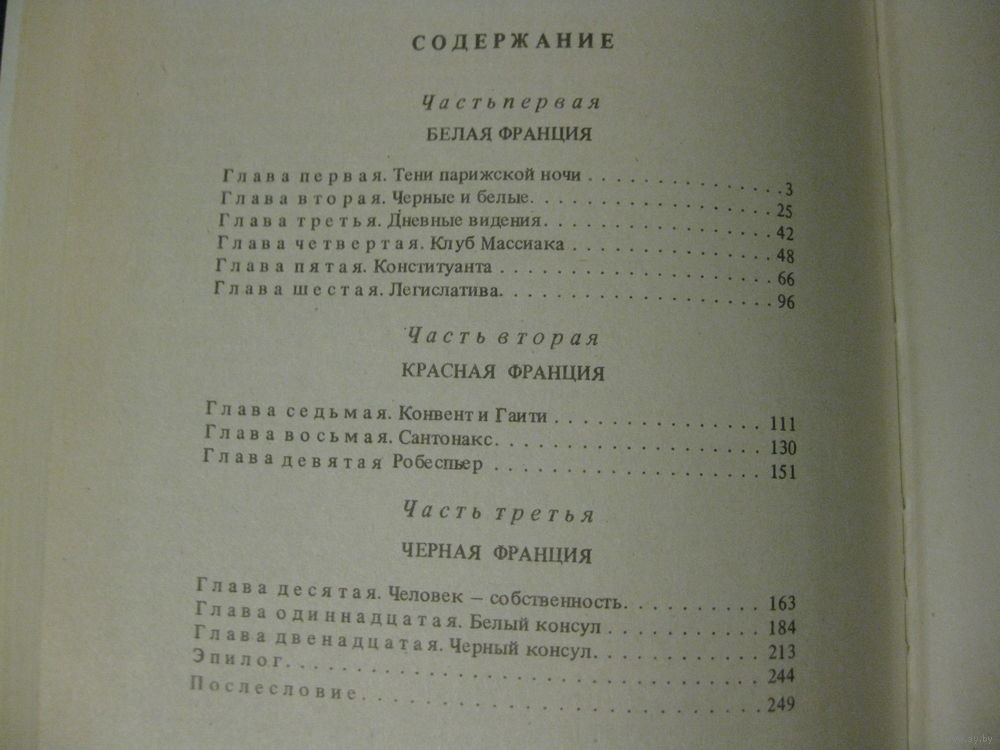 СОДЕРЖАНИЕ
Часть первая
БЕЛАЯ ФРАНЦИЯ
Глава первая. Тени парижской ночи . . . . . . . . . . . . . . . 3
Глава вторая. Черные и белые. . . . . . . . . . . . . . . . . . 25
Глава третья. Дневные видения. . . . . . . . . . . . . . . . . 42
Глава четвертая. Клуб Массиака . . . . . . . . . . . . . . . . 48
Глава пятая. Конституанта . . . . . . . . . . . . . . . . . . . 66
Глава шестая. Легислатива. . . . . . . . . . . . . . . . . . . 96
Часть вторая
КРАСНАЯ ФРАНЦИЯ
Глава седьмая. Конвент и Гаити . . . . . . . . . . . . . . . 111
Глава восьмая. Сантонакс. . . . . . . . . . . . . . . . . . . 130
Глава девятая Робеспьер . . . . . . . . . . . . . . . . . . . 151
Часть третья
ЧЕРНАЯ ФРАНЦИЯ
Глава десятая. Человек – собственность. . . . . . . . . . 163
Глава одиннадцатая. Белый консул . . . . . . . . . . . . 184
Глава двенадцатая. Черный консул. . . . . . . . . . . . 213
Эпилог. . . . . . . . . . . . . . . . . . . . . . . . . . . . . 244
Послесловие. . . . . . . . . . . . . . . . . . . . . . . . . . 249